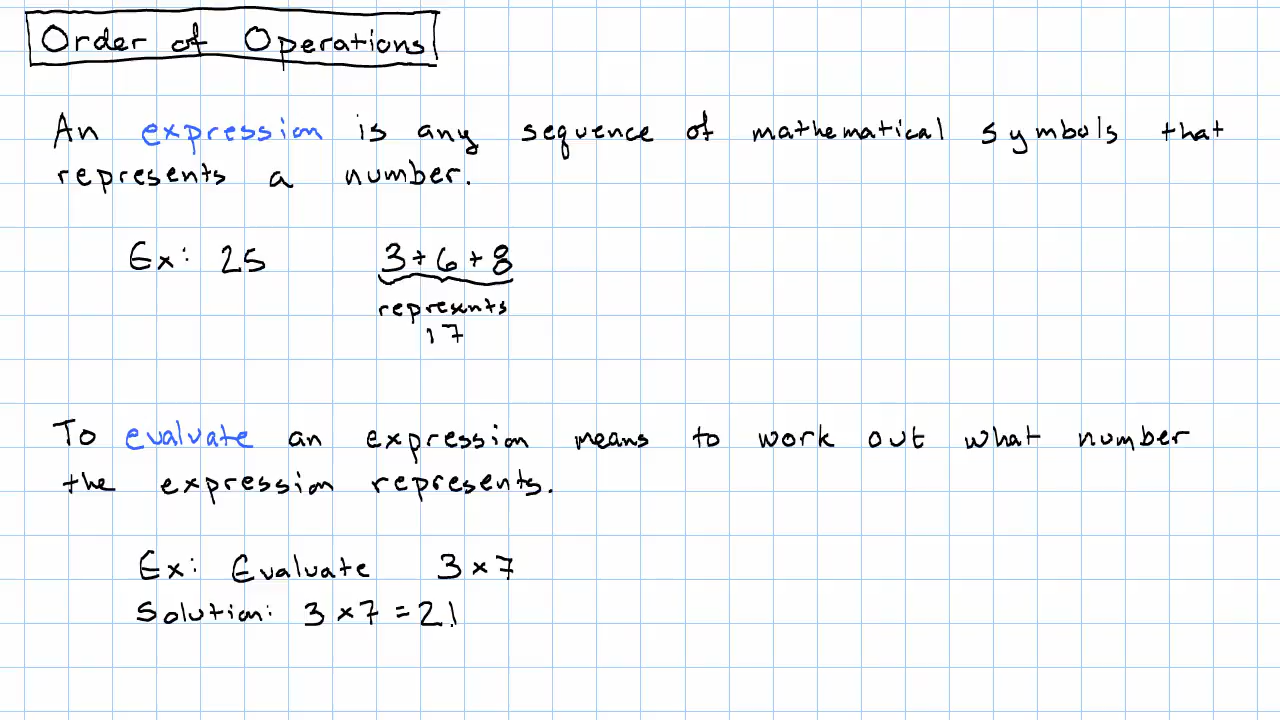 Order of Operations
An expression is any sequence of mathematical symbols that
represents a number.
Ex: 25 3+6+8
represents
17
To evaluate an expression means to work out what number
the expression represents.
Ex: Evaluate 3×7
Solution: 3×7=21